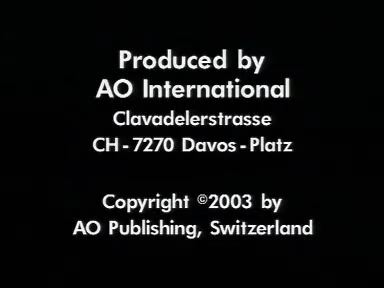 Produced by
AO International
Clavadelerstrasse
CH - 7270 Davos - Platz
Copyright ©2003 by
AO Publishing, Switzerland